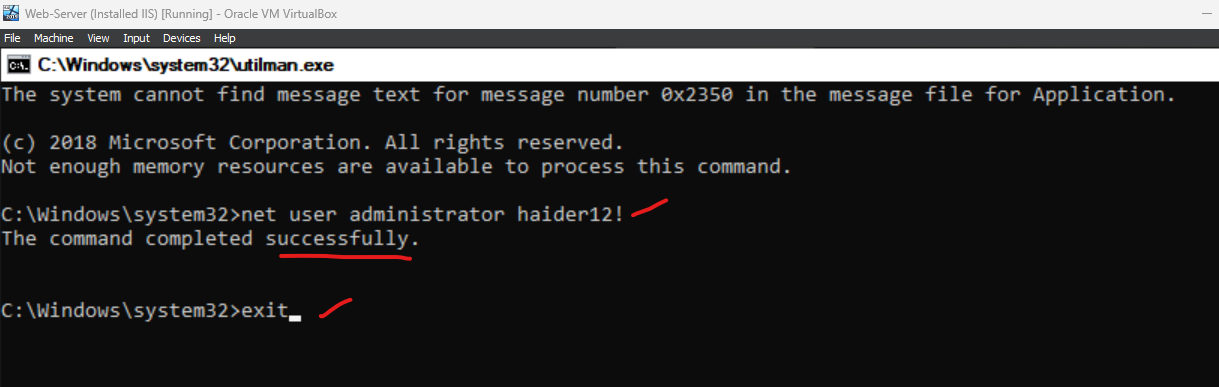 Web-Server (Installed IIS) [Running] - Oracle VM VirtualBox
File Machine View Input Devices Help
C:\Windows\system32\utilman.exe
The system cannot find message text for message number 0x2350 in the message file for Application.
(c) 2018 Microsoft Corporation. All rights reserved.
Not enough memory resources are available to process this command.
C:\Windows\system32>net user administrator haider12!
The command completed successfully.
C:\Windows\system32>exit